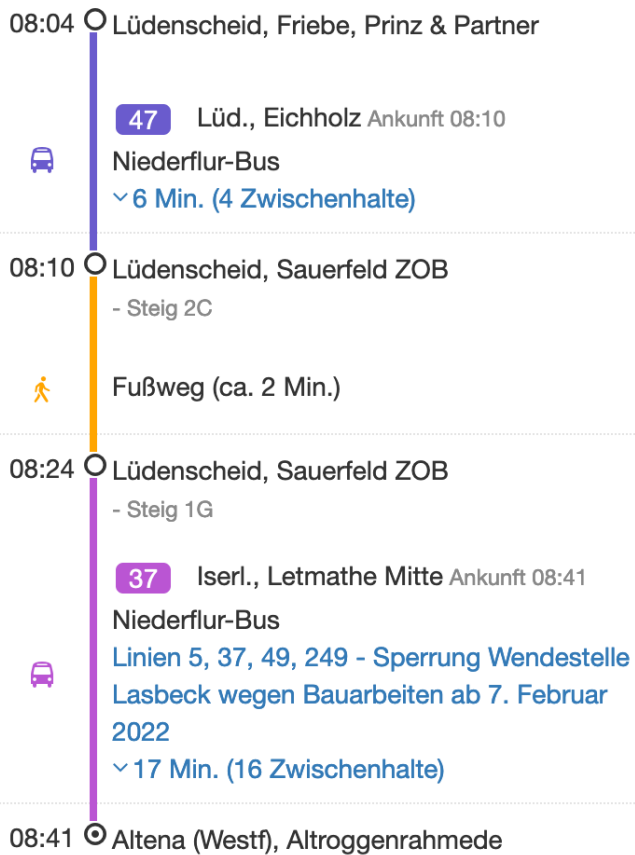 08:04 Lüdenscheid, Friebe, Prinz & Partner
47 Lüd., Eichholz Ankunft 08:10
Niederflur-Bus
6 Min. (4 Zwischenhalte)
08:10 Lüdenscheid, Sauerfeld ZOB
- Steig 2C
Fußweg (ca. 2 Min.)
08:24 Lüdenscheid, Sauerfeld ZOB
- Steig 1G
37 Iserl., Letmathe Mitte Ankunft 08:41
Niederflur-Bus
Linien 5, 37, 49, 249 - Sperrung Wendestelle
Lasbeck wegen Bauarbeiten ab 7. Februar
2022
17 Min. (16 Zwischenhalte)
08:41 Altena (Westf), Altroggenrahmede